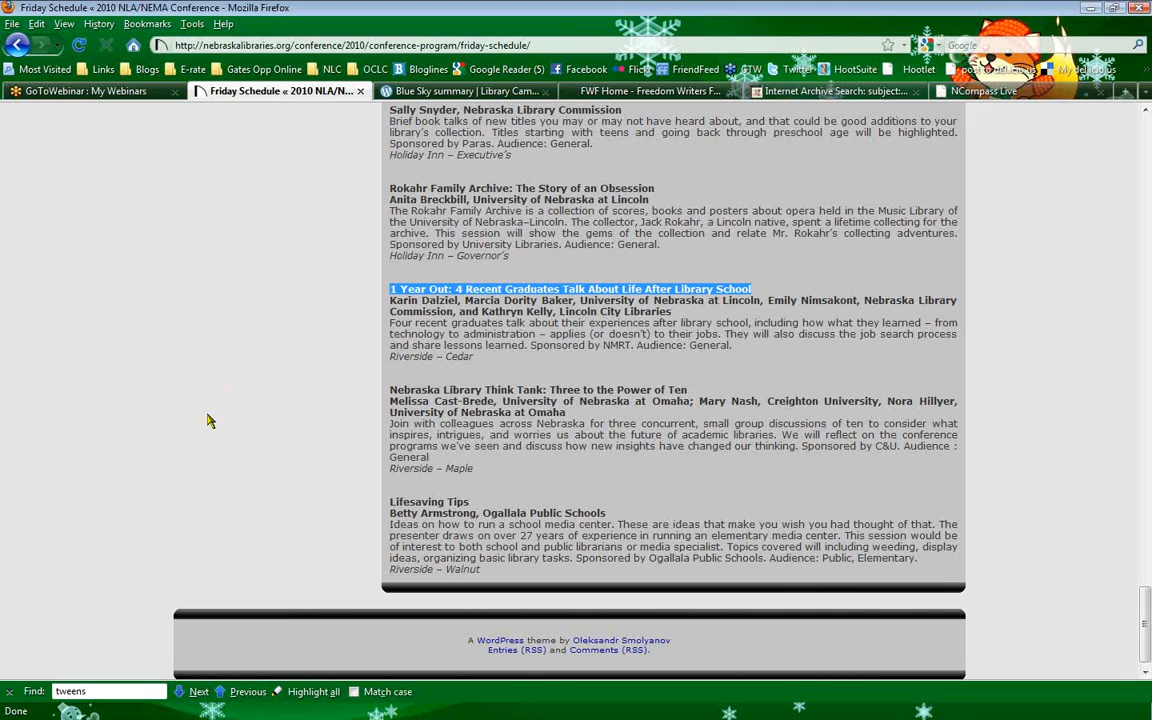 Friday Schedule « 2010 NLA/NEMA Conference - Mozilla Firefox
File Edit View History Bookmarks Tools Help
http://nebraskalibraries.org/conference/2010/conference-program/friday-schedule/
Google
Most Visited Links Blogs E-rate Gates Opp Online NLC OCLC Bloglines Google Reader (5) Facebook Flickr FriendFeed GTW Twitter HootSuite Hootlet post to delicious My delicious
GoToWebinar : My Webinars
Friday Schedule « 2010 NLA/N...
Blue Sky summary | Library Cam...
FWF Home - Freedom Writers F...
Internet Archive Search: subject:...
NCompass Live
Sally Snyder, Nebraska Library Commission
Brief book talks of new titles you may or may not have heard about, and that could be good additions to your
library's collection. Titles starting with teens and going back through preschool age will be highlighted.
Sponsored by Paras. Audience: General.
Holiday Inn – Executive's
Rokahr Family Archive: The Story of an Obsession
Anita Breckbill, University of Nebraska at Lincoln
The Rokahr Family Archive is a collection of scores, books and posters about opera held in the Music Library of
the University of Nebraska–Lincoln. The collector, Jack Rokahr, a Lincoln native, spent a lifetime collecting for the
archive. This session will show the gems of the collection and relate Mr. Rokahr's collecting adventures.
Sponsored by University Libraries. Audience: General.
Holiday Inn – Governor's
1 Year Out: 4 Recent Graduates Talk About Life After Library School
Karin Dalziel, Marcia Dority Baker, University of Nebraska at Lincoln, Emily Nimsakont, Nebraska Library
Commission, and Kathryn Kelly, Lincoln City Libraries
Four recent graduates talk about their experiences after library school, including how what they learned – from
technology to administration – applies (or doesn't) to their jobs. They will also discuss the job search process
and share lessons learned. Sponsored by NMRT. Audience: General.
Riverside – Cedar
Nebraska Library Think Tank: Three to the Power of Ten
Melissa Cast-Brede, University of Nebraska at Omaha; Mary Nash, Creighton University, Nora Hillyer,
University of Nebraska at Omaha
Join with colleagues across Nebraska for three concurrent, small group discussions of ten to consider what
inspires, intrigues, and worries us about the future of academic libraries. We will reflect on the conference
programs we've seen and discuss how new insights have changed our thinking. Sponsored by C&U. Audience :
General
Riverside – Maple
Lifesaving Tips
Betty Armstrong, Ogallala Public Schools
Ideas on how to run a school media center. These are ideas that make you wish you had thought of that. The
presenter draws on over 27 years of experience in running an elementary media center. This session would be
of interest to both school and public librarians or media specialist. Topics covered will including weeding, display
ideas, organizing basic library tasks. Sponsored by Ogallala Public Schools. Audience: Public, Elementary.
Riverside – Walnut
A WordPress theme by Oleksandr Smolyanov
Entries (RSS) and Comments (RSS).
Find: tweens Next Previous Highlight all Match case
Done